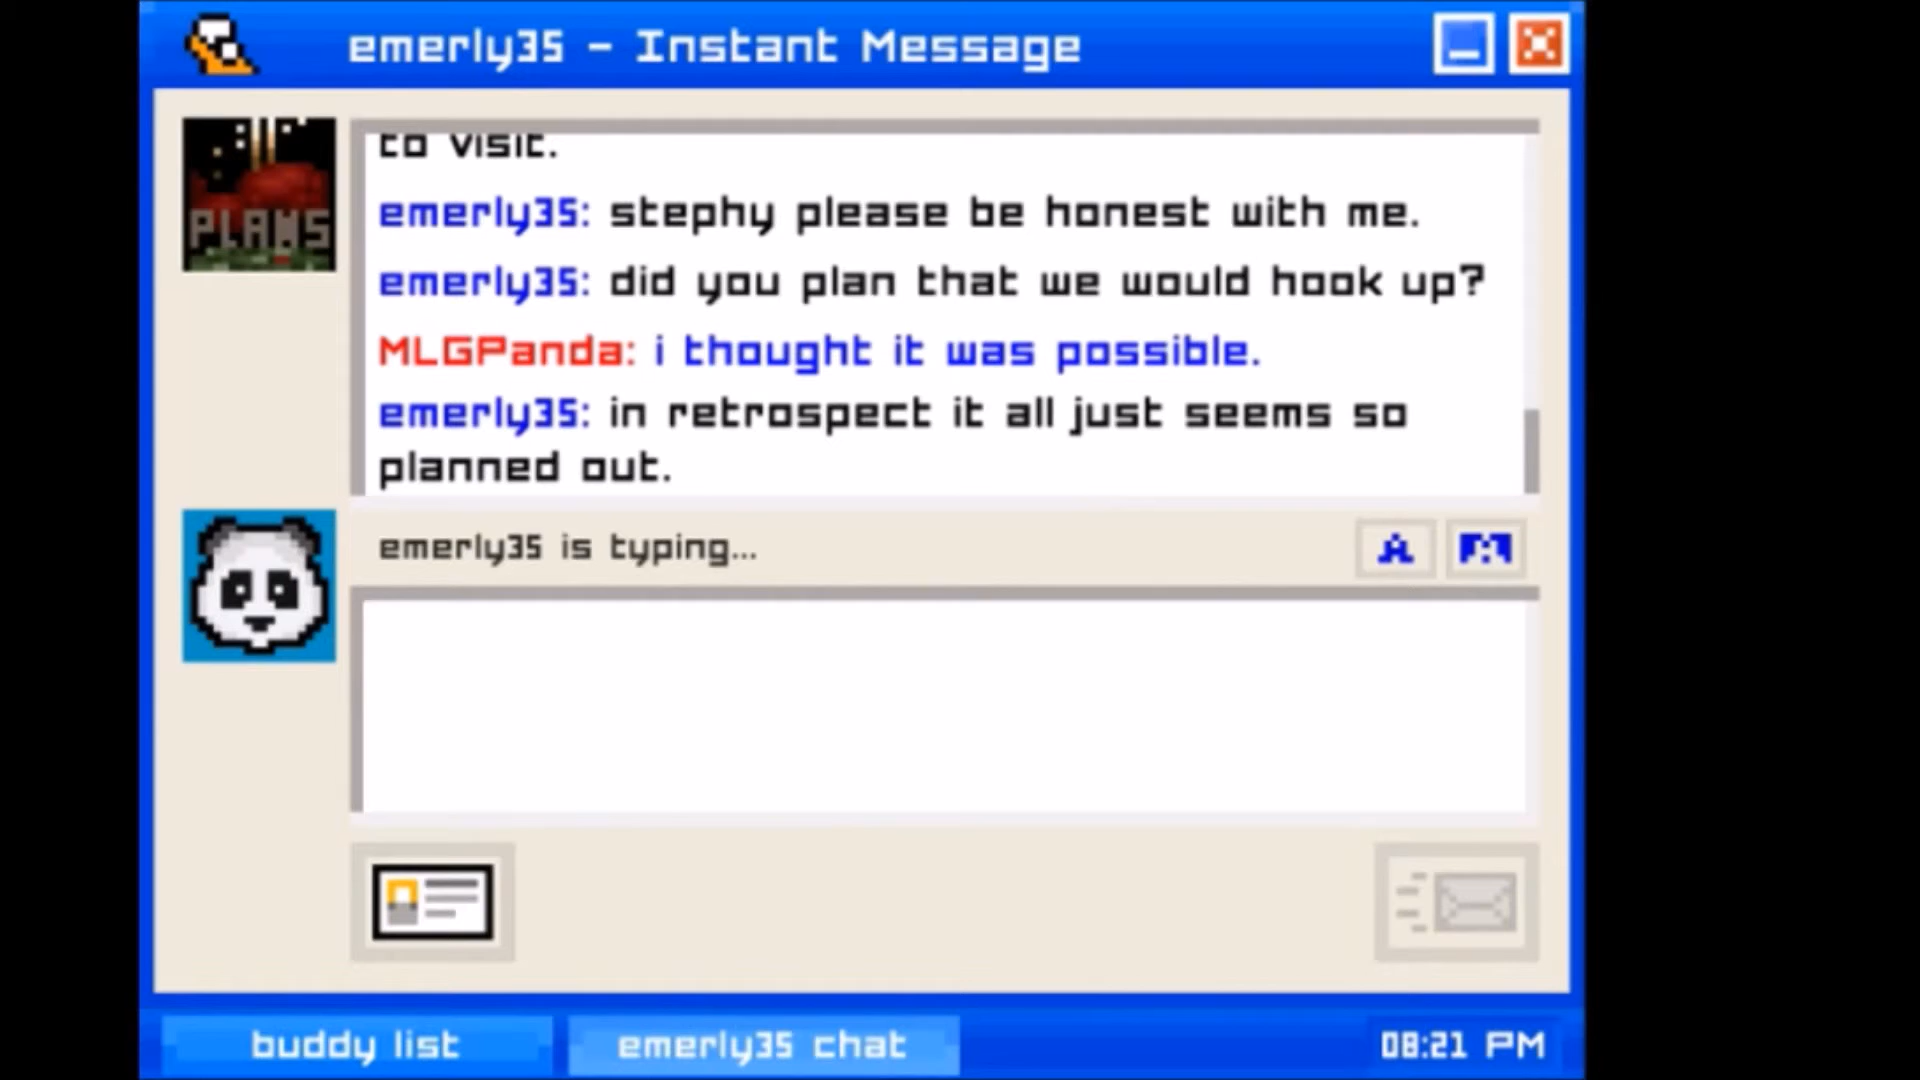 emerly35 - Instant Message
PLANS
to visit.
emerly35: stephy please be honest with me.
emerly35: did you plan that we would hook up?
MLGPanda: i thought it was possible.
emerly35: in retrospect it all just seems so
planned out.
emerly35 is typing...
A
buddy list
emerly35 chat
08:21 PM